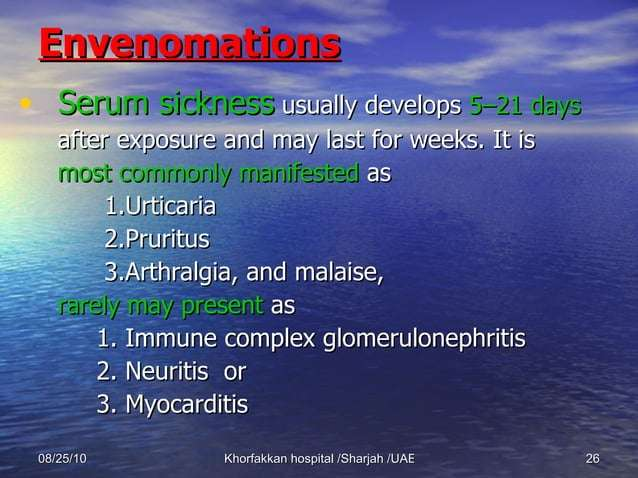 Envenomations
• Serum sickness usually develops 5–21 days
after exposure and may last for weeks. It is
most commonly manifested as
1.Urticaria
2.Pruritus
3.Arthralgia, and malaise,
rarely may present as
1. Immune complex glomerulonephritis
2. Neuritis or
3. Myocarditis
08/25/10 Khorfakkan hospital /Sharjah /UAE 26